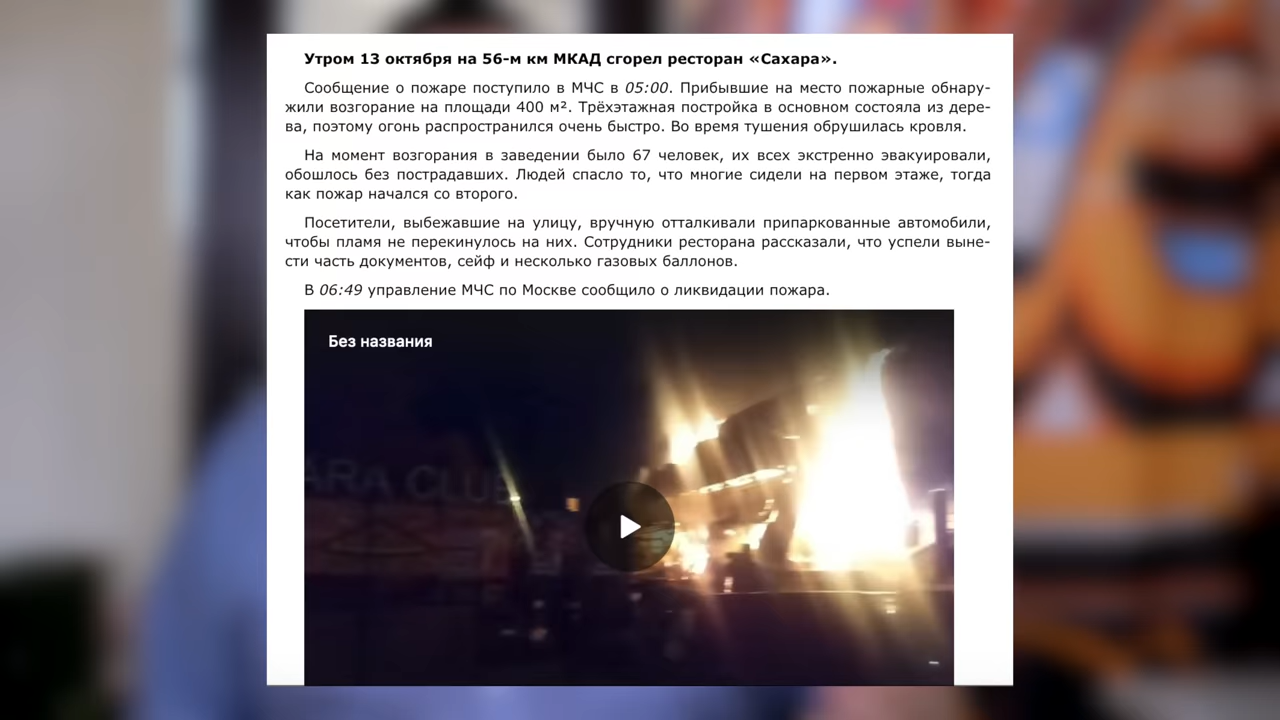 Утром 13 октября на 56-м км МКАД сгорел ресторан «Сахара».
Сообщение о пожаре поступило в МЧС в 05:00. Прибывшие на место пожарные обнару-
жили возгорание на площади 400 м². Трёхэтажная постройка в основном состояла из дере-
ва, поэтому огонь распространился очень быстро. Во время тушения обрушилась кровля.
На момент возгорания в заведении было 67 человек, их всех экстренно эвакуировали,
обошлось без пострадавших. Людей спасло то, что многие сидели на первом этаже, тогда
как пожар начался со второго.
Посетители, выбежавшие на улицу, вручную отталкивали припаркованные автомобили,
чтобы пламя не перекинулось на них. Сотрудники ресторана рассказали, что успели выне-
сти часть документов, сейф и несколько газовых баллонов.
В 06:49 управление МЧС по Москве сообщило о ликвидации пожара.
Без названия
ARA CLUB